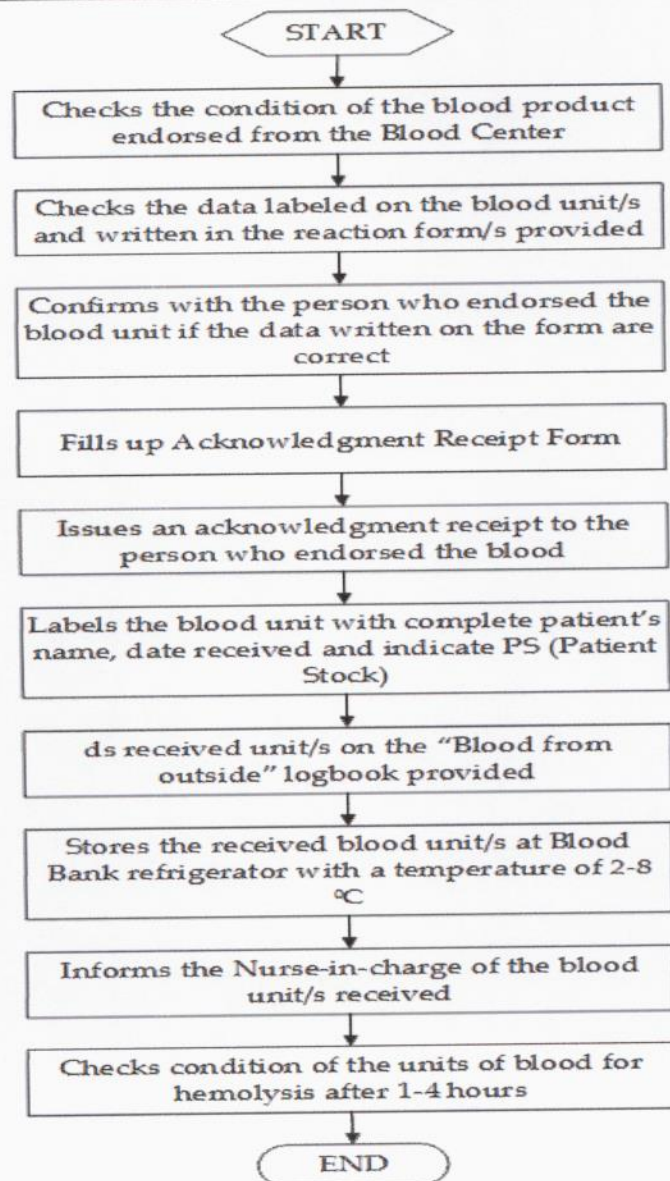 START
Checks the condition of the blood product
endorsed from the Blood Center
Checks the data labeled on the blood unit/s
and written in the reaction form/s provided
Confirms with the person who endorsed the
blood unit if the data written on the form are
correct
Fills up Acknowledgment Receipt Form
Issues an acknowledgment receipt to the
person who endorsed the blood
Labels the blood unit with complete patient's
name, date received and indicate PS (Patient
Stock)
ds received unit/s on the “Blood from
outside” logbook provided
Stores the received blood unit/s at Blood
Bank refrigerator with a temperature of 2-8
°C
Informs the Nurse-in-charge of the blood
unit/s received
Checks condition of the units of blood for
hemolysis after 1-4 hours
END